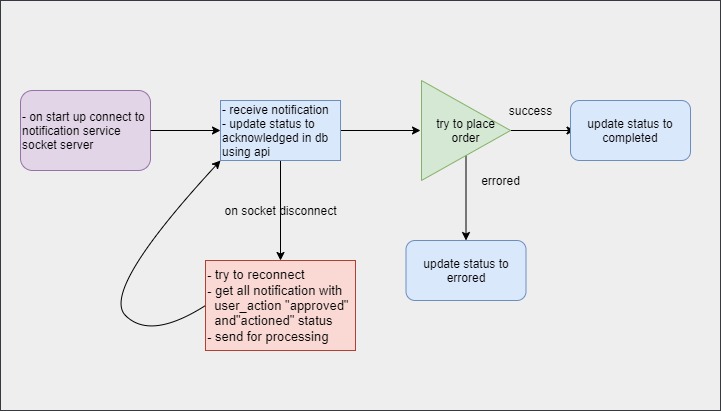 - on start up connect to
notification service
socket server
- receive notification
- update status to
acknowledged in db
using api
try to place
order
success
update status to
completed
errored
update status to
errored
on socket disconnect
- try to reconnect
- get all notification with
user_action "approved"
and"actioned" status
- send for processing